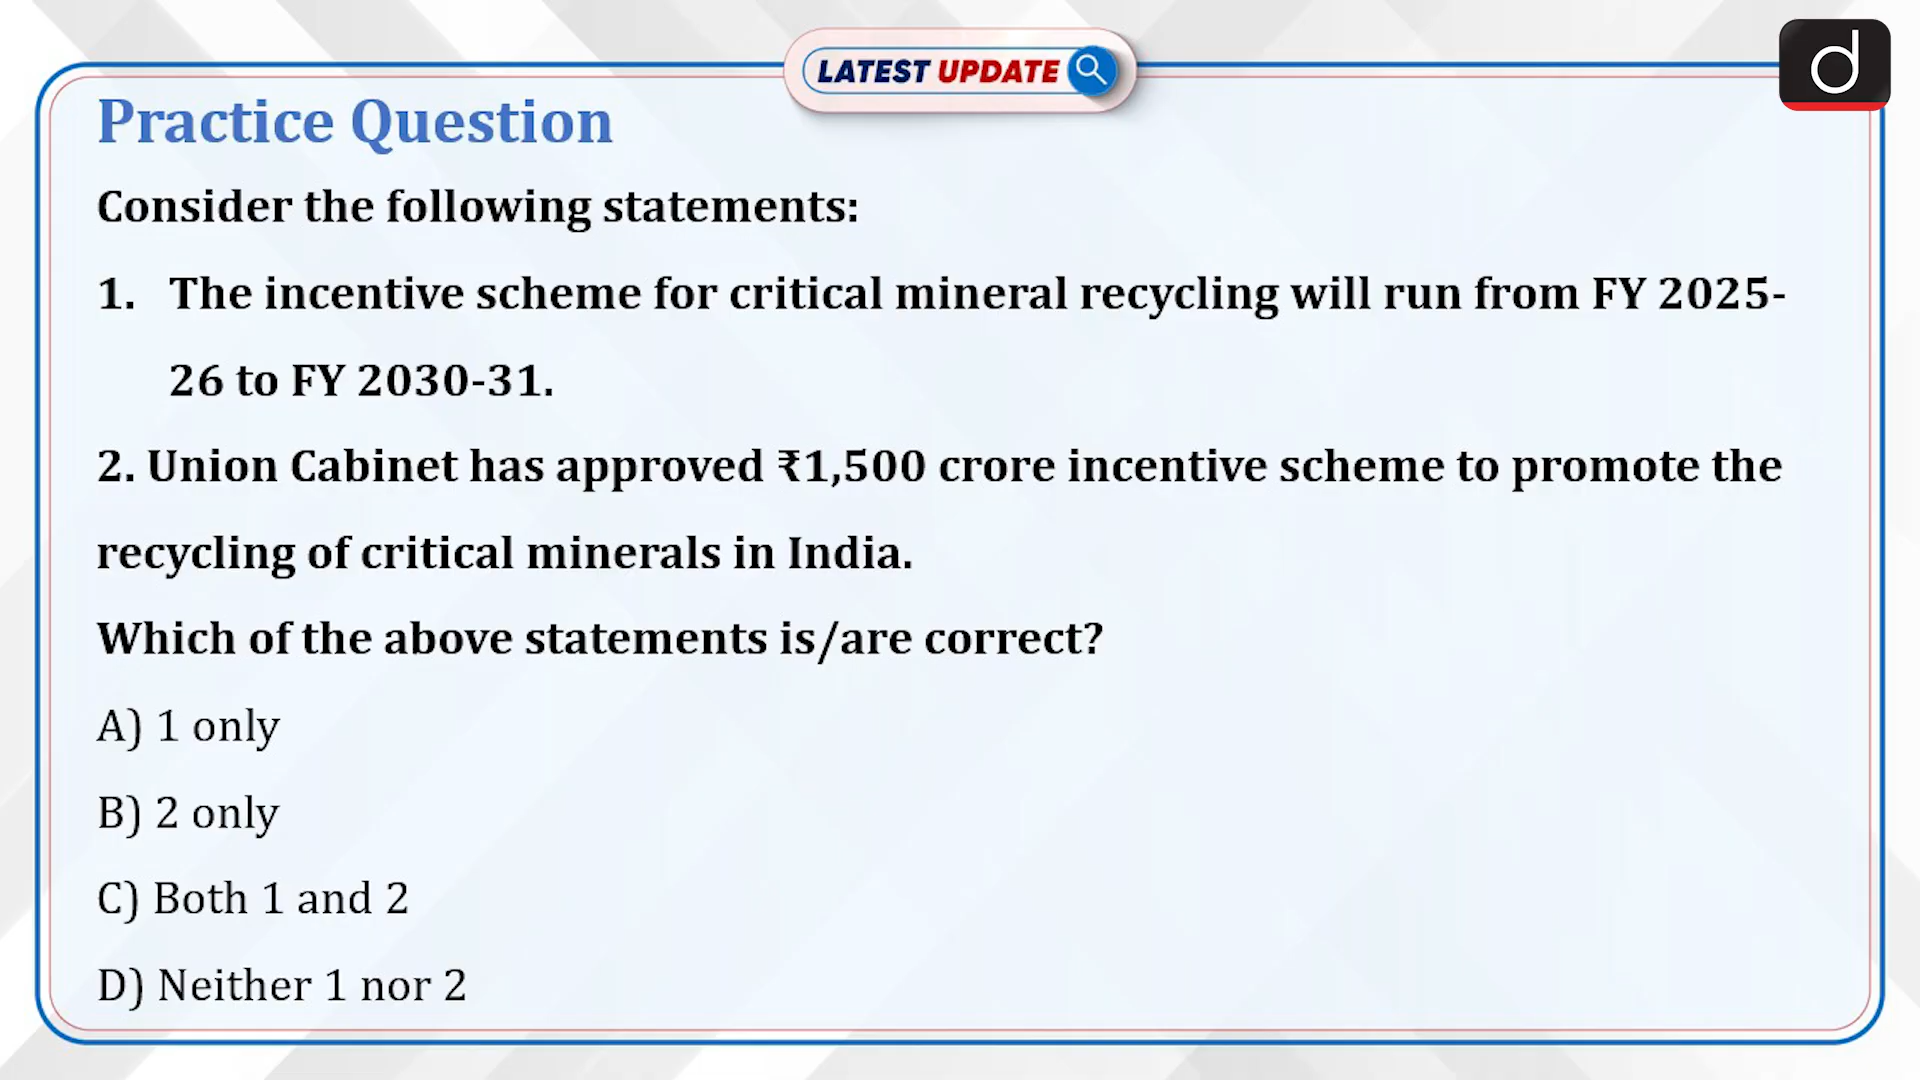 LATEST UPDATE
d
Practice Question
Consider the following statements:
1. The incentive scheme for critical mineral recycling will run from FY 2025-
26 to FY 2030-31.
2. Union Cabinet has approved ₹1,500 crore incentive scheme to promote the
recycling of critical minerals in India.
Which of the above statements is/are correct?
A) 1 only
B) 2 only
C) Both 1 and 2
D) Neither 1 nor 2